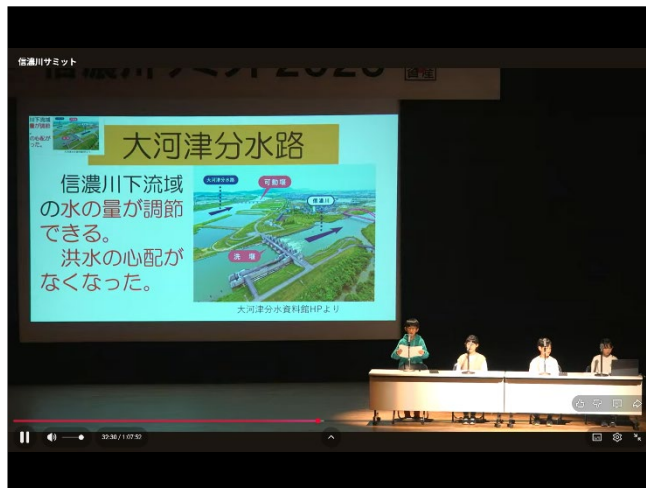 信濃川サミット
大河津分水路
信濃川下流域
の水の量が調節
できる。
洪水の心配が
なくなった。
大河津分水路
可動堰
信濃川
洗堰
大河津分水資料館HPより
32:38 / 1:07:52